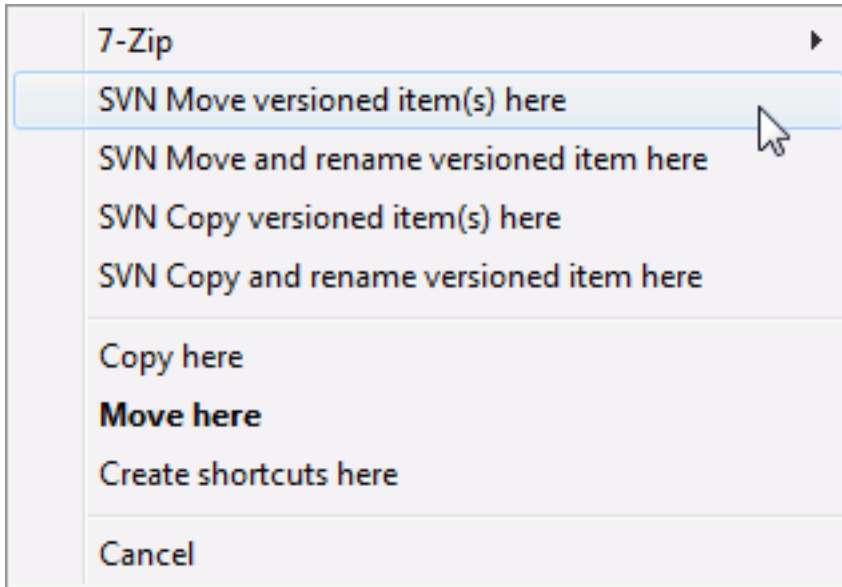 7-Zip
SVN Move versioned item(s) here
SVN Move and rename versioned item here
SVN Copy versioned item(s) here
SVN Copy and rename versioned item here
Copy here
Move here
Create shortcuts here
Cancel